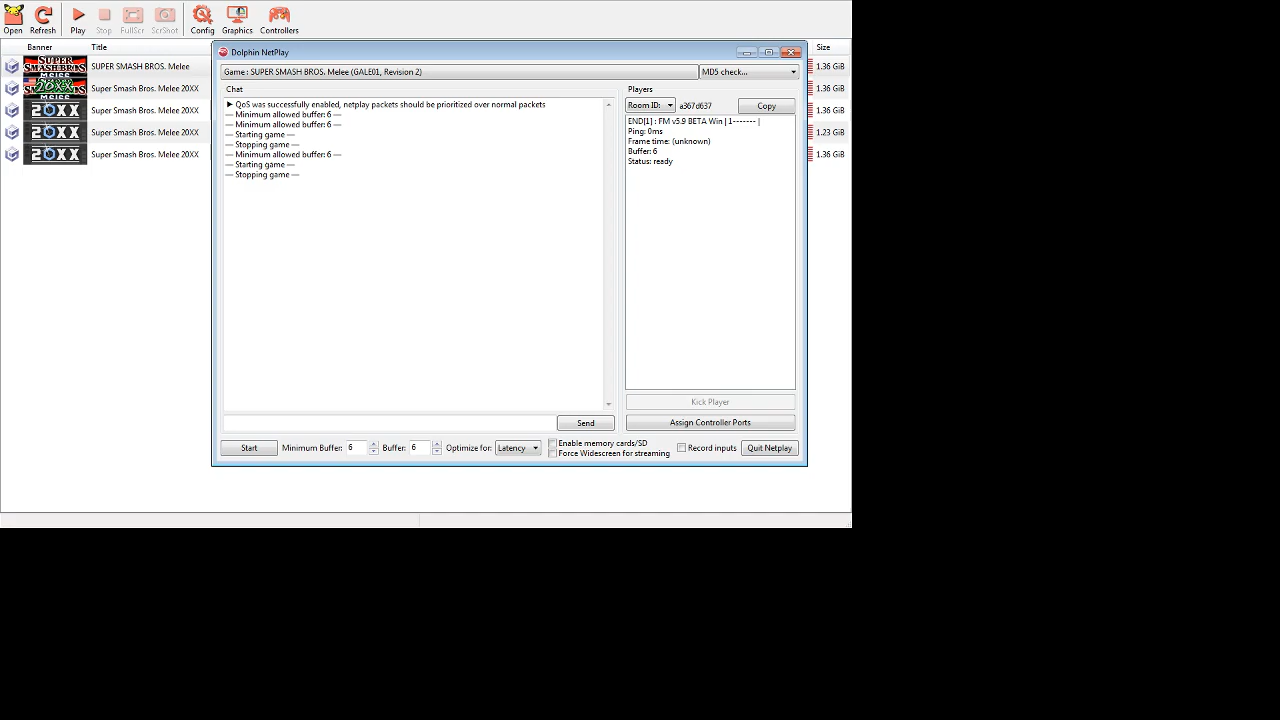 Open Refresh Play Stop FullScr ScrShot Config Graphics Controllers
Banner Title Size
SUPER SMASH BROS. Melee 1.36 GiB
Super Smash Bros. Melee 20XX
20XX Super Smash Bros. Melee 20XX
20XX Super Smash Bros. Melee 20XX 1.23 GiB
20XX Super Smash Bros. Melee 20XX 1.36 GiB
Dolphin NetPlay
Game : SUPER SMASH BROS. Melee (GALE01, Revision 2) MD5 check...
Chat
► QoS was successfully enabled, netplay packets should be prioritized over normal packets
— Minimum allowed buffer: 6 —
— Minimum allowed buffer: 6 —
— Starting game —
— Stopping game —
— Minimum allowed buffer: 6 —
— Starting game —
— Stopping game —
Players
Room ID: a367d637 Copy
END[1] : FM v5.9 BETA Win | 1------- |
Ping: 0ms
Frame time: (unknown)
Buffer: 6
Status: ready
Kick Player
Send Assign Controller Ports
Start Minimum Buffer: 6 Buffer: 6 Optimize for: Latency
Enable memory cards/SD
Force Widescreen for streaming
Record inputs Quit Netplay